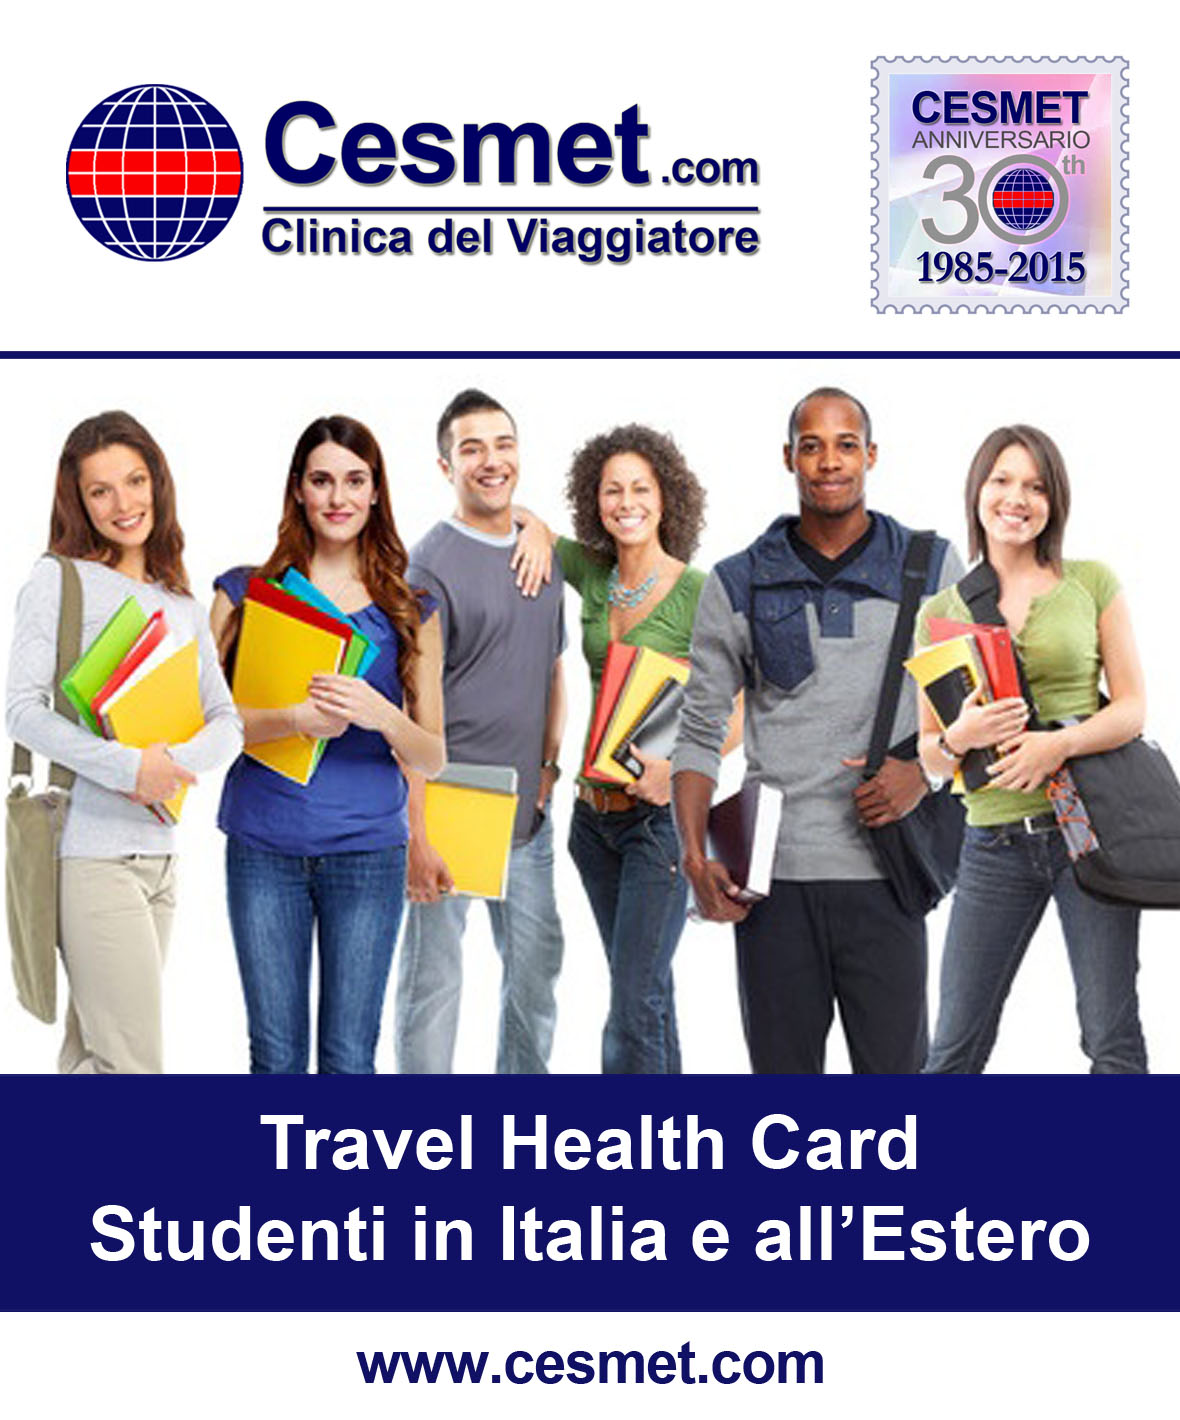 Cesmet.com
Clinica del Viaggiatore
CESMET
ANNIVERSARIO
30th
1985-2015
Travel Health Card
Studenti in Italia e all’Estero
www.cesmet.com